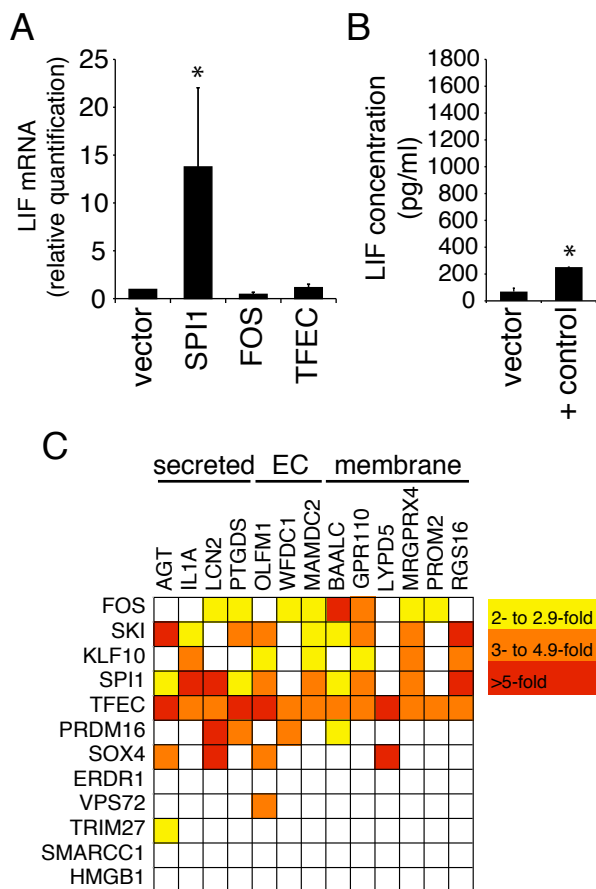 A
LIF mRNA
(relative quantification)
25
20
15
10
5
0
*
vector
SPI1
FOS
TFEC
B
LIF concentration
(pg/ml)
1800
1600
1400
1200
1000
800
600
400
200
0
*
vector
+ control
C
secreted
EC
membrane
AGT
IL1A
LCN2
PTGDS
OLFM1
WFDC1
MAMDC2
BAALC
GPR110
LYPD5
MRGPRX4
PROM2
RGS16
FOS
SKI
KLF10
SPI1
TFEC
PRDM16
SOX4
ERDR1
VPS72
TRIM27
SMARCC1
HMGB1
2- to 2.9-fold
3- to 4.9-fold
>5-fold